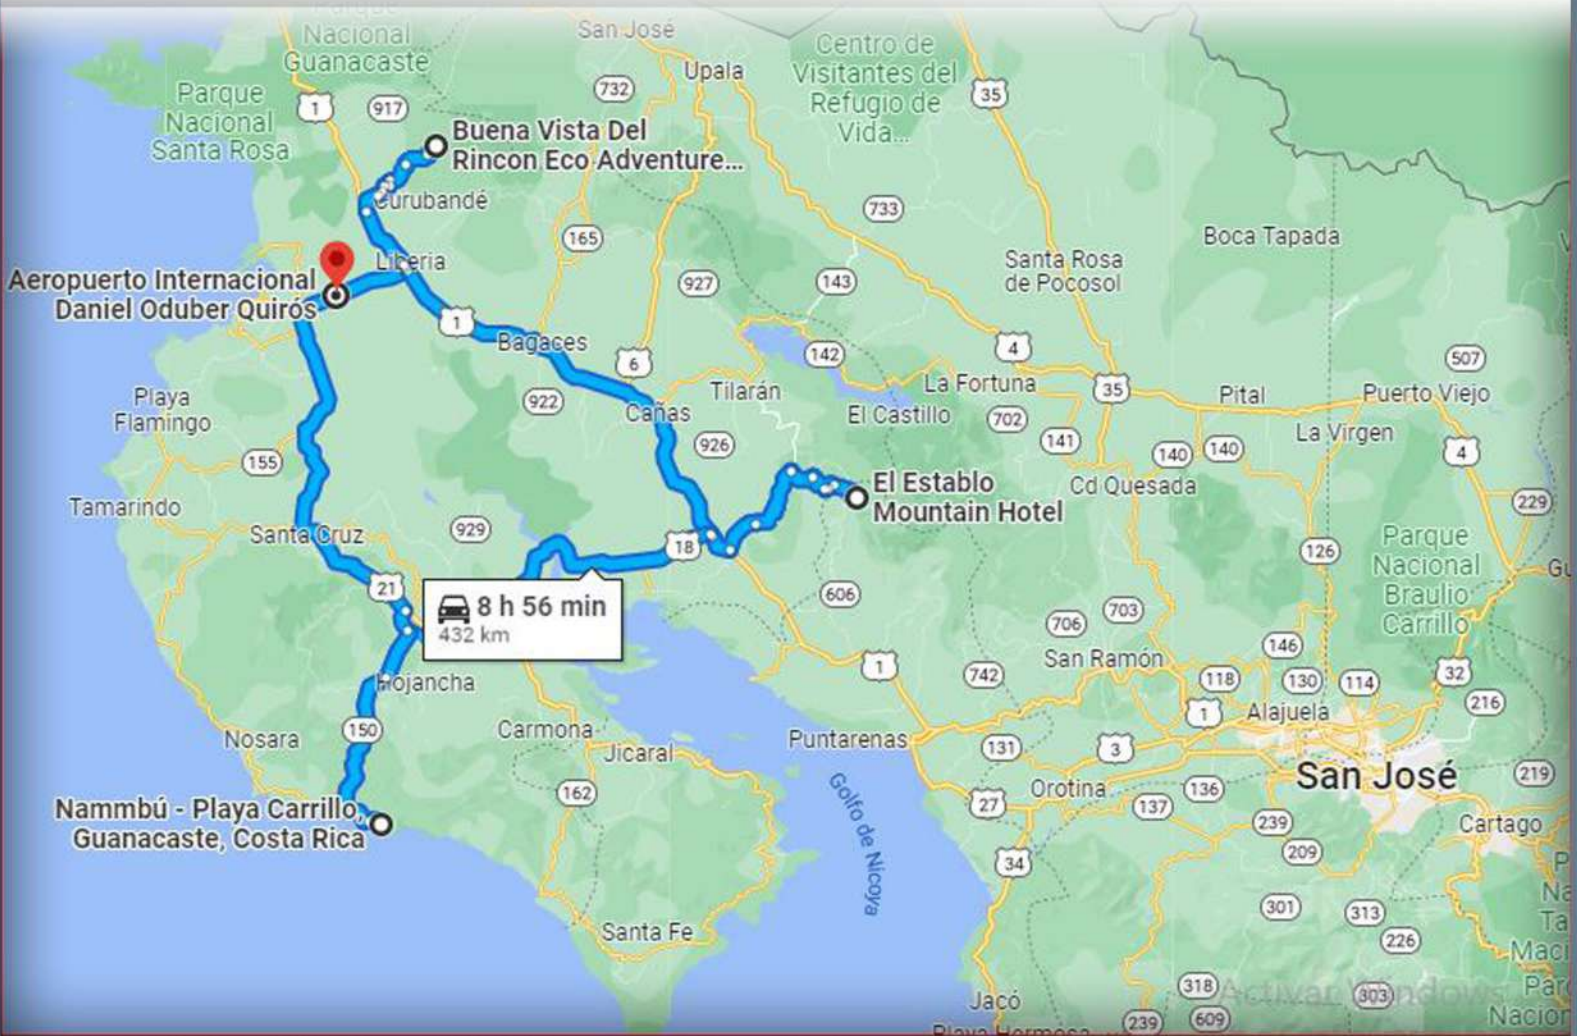 Parque
Nacional
Guanacaste
San José
Upala
Centro de
Visitantes del
Refugio de
Vida...
Parque
Nacional
Santa Rosa
1
917
732
35
Buena Vista Del
Rincon Eco Adventure...
Curubandé
733
165
Boca Tapada
Liberia
Santa Rosa
de Pocosol
Aeropuerto Internacional
Daniel Oduber Quirós
927
143
1
Bagaces
6
142
4
507
Playa
Flamingo
922
Tilarán
La Fortuna
35
Pital
Puerto Viejo
Cañas
El Castillo
702
926
141
La Virgen
140
140
4
155
El Establo
Mountain Hotel
Cd Quesada
229
Tamarindo
Santa Cruz
929
18
126
Parque
Nacional
Braulio
Carrillo
21
8 h 56 min
432 km
606
706
703
146
San Ramón
1
742
118
130
114
32
216
Hojancha
150
Carmona
Nosara
Jicaral
Puntarenas
131
3
1
Alajuela
San José
219
162
Golfo de Nicoya
27
Orotina
137
136
239
209
Cartago
Nammbú - Playa Carrillo,
Guanacaste, Costa Rica
34
301
313
226
Santa Fe
Jacó
318
303
Activar Windows
239
609